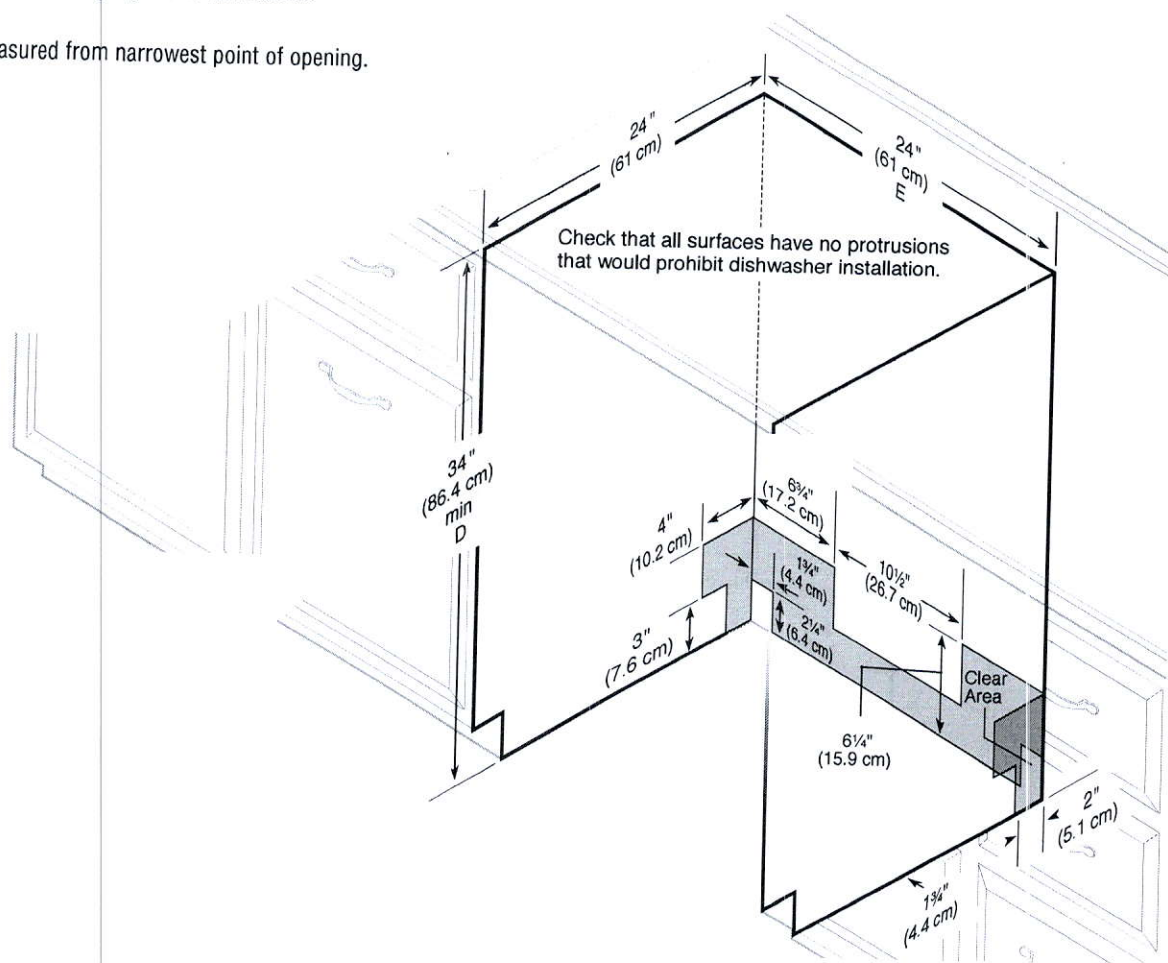 asured from narrowest point of opening.
24"
(61 cm)
24"
(61 cm)
E
Check that all surfaces have no protrusions
that would prohibit dishwasher installation.
34"
(86.4 cm)
min
D
6¾"
(17.2 cm)
4"
(10.2 cm)
1¾"
(4.4 cm)
10½"
(26.7 cm)
2¼"
(6.4 cm)
3"
(7.6 cm)
Clear
Area
6¼"
(15.9 cm)
2"
(5.1 cm)
1¾"
(4.4 cm)